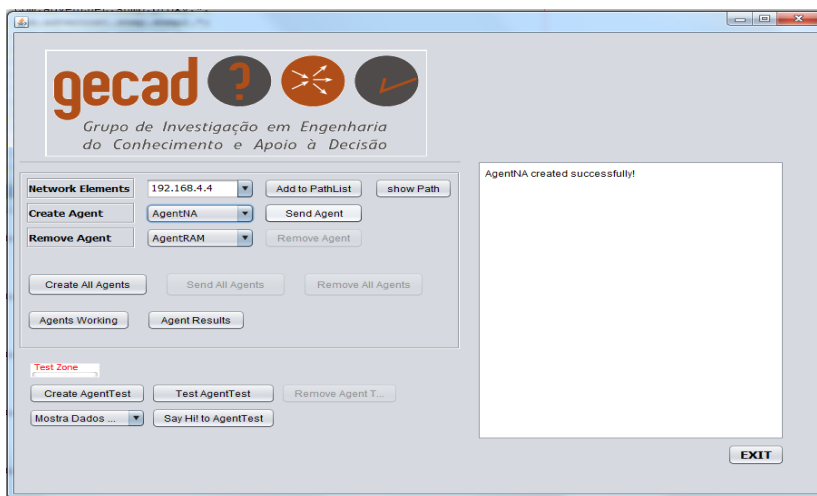 gecad ?
Grupo de Investigação em Engenharia
do Conhecimento e Apoio à Decisão
Network Elements 192.168.4.4 Add to PathList show Path
Create Agent AgentNA Send Agent
Remove Agent AgentRAM Remove Agent
Create All Agents Send All Agents Remove All Agents
Agents Working Agent Results
Test Zone
Create AgentTest Test AgentTest Remove Agent T...
Mostra Dados ... Say Hi! to AgentTest
AgentNA created successfully!
EXIT